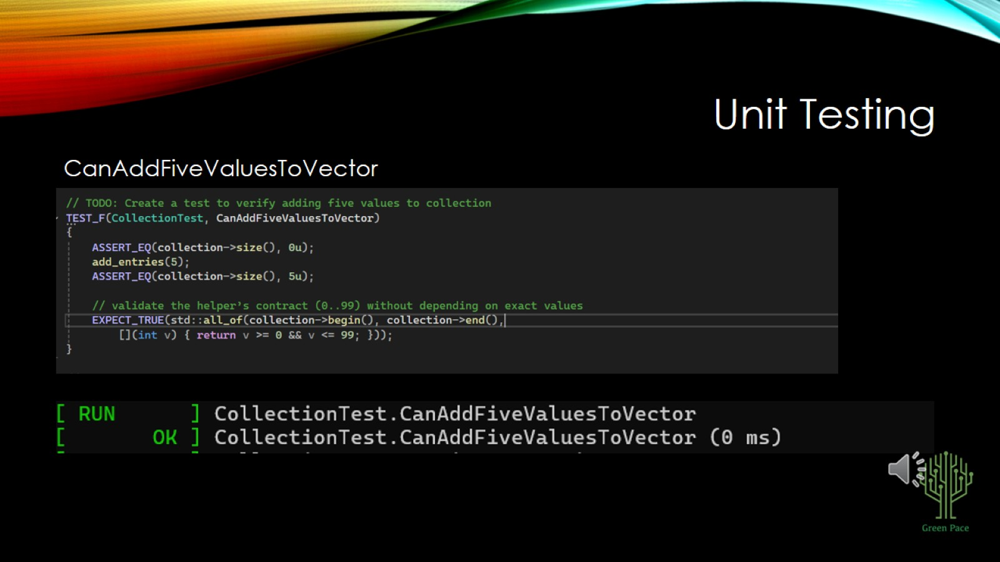 Unit Testing
CanAddFiveValuesToVector
// TODO: Create a test to verify adding five values to collection
TEST_F(CollectionTest, CanAddFiveValuesToVector)
{
    ASSERT_EQ(collection->size(), 0u);
    add_entries(5);
    ASSERT_EQ(collection->size(), 5u);
    // validate the helper’s contract (0..99) without depending on exact values
    EXPECT_TRUE(std::all_of(collection->begin(), collection->end(),
        [](int v) { return v >= 0 && v <= 99; }));
}
[ RUN      ] CollectionTest.CanAddFiveValuesToVector
[       OK ] CollectionTest.CanAddFiveValuesToVector (0 ms)
Green Pace